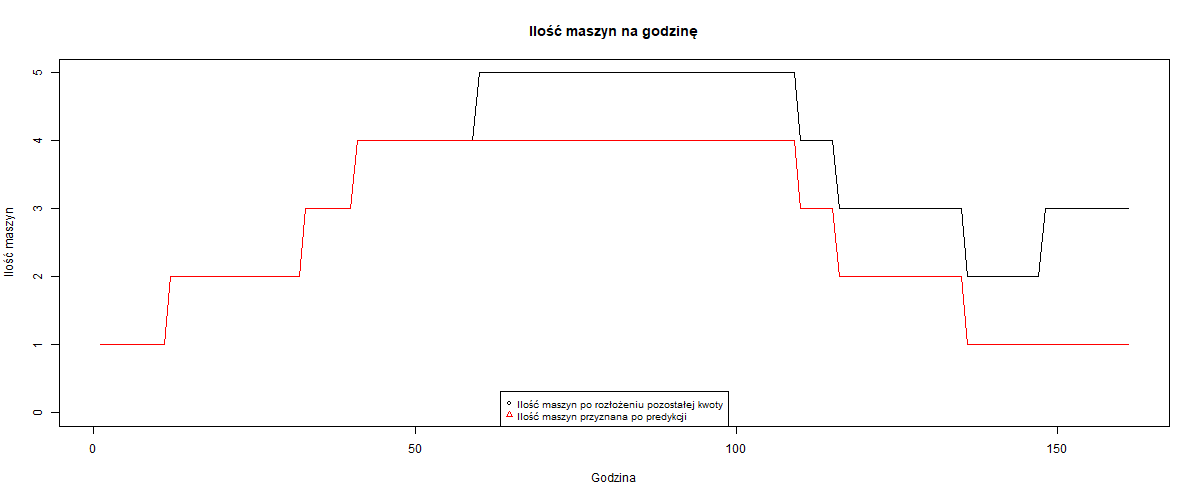 Ilość maszyn na godzinę
Ilość maszyn
5
4
3
2
1
0
Ilość maszyn po rozłożeniu pozostałej kwoty
Ilość maszyn przyznana po predykcji
0 50 100 150
Godzina